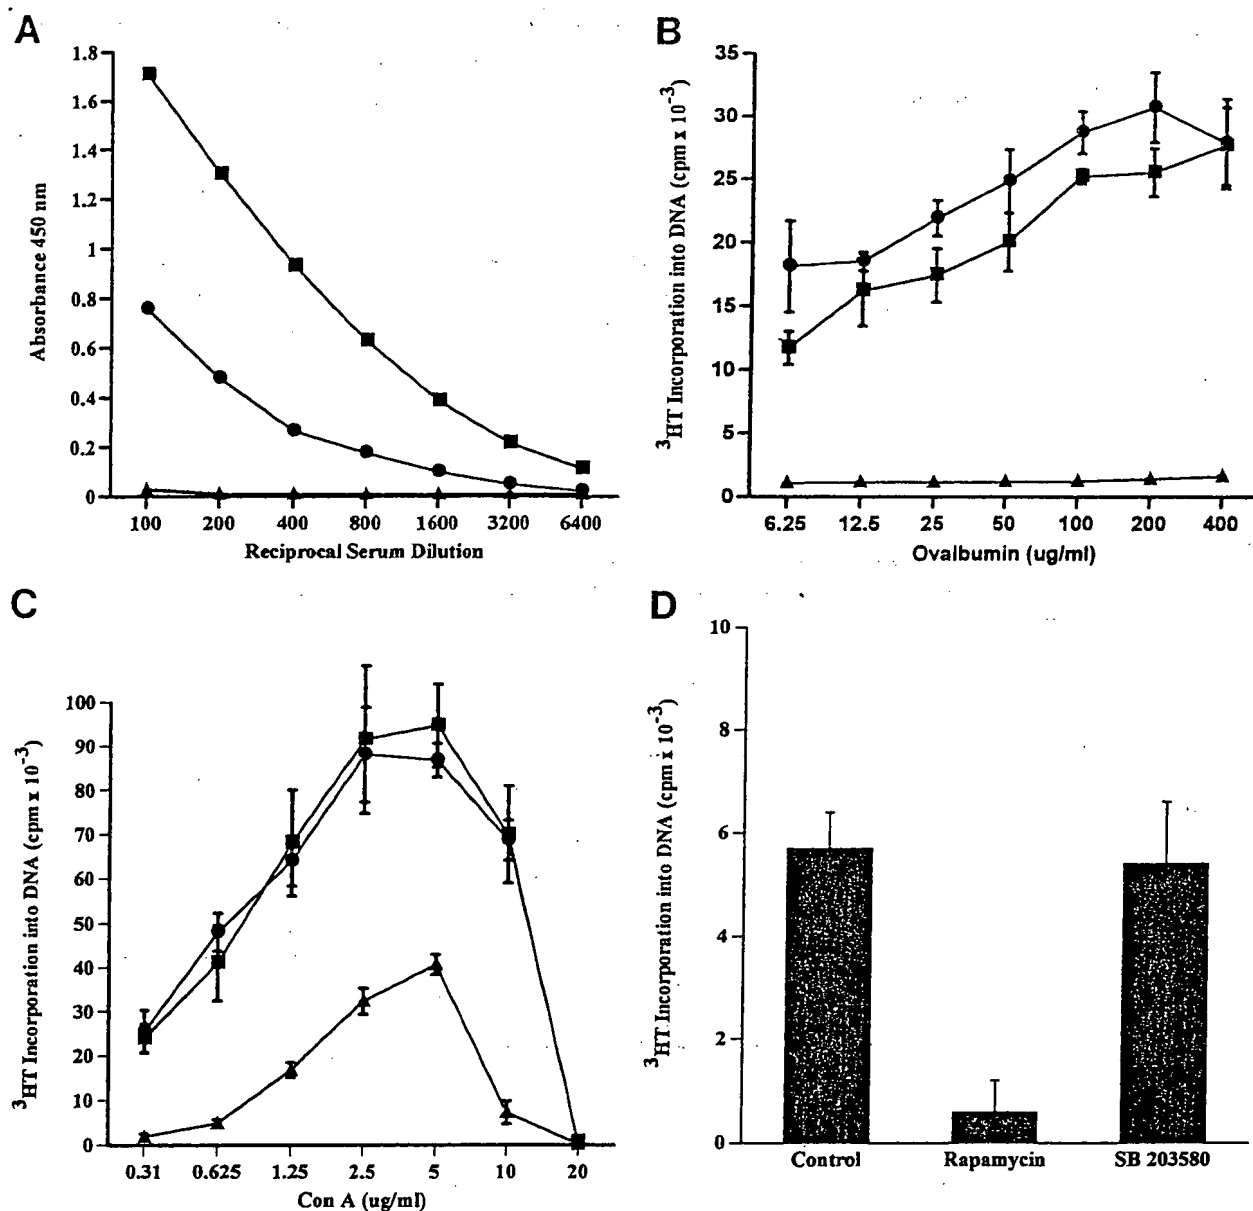 A
1.8
1.6
1.4
1.2
1
0.8
0.6
0.4
0.2
0
Absorbance 450 nm
100 200 400 800 1600 3200 6400
Reciprocal Serum Dilution
B
35
30
25
20
15
10
5
0
³HT Incorporation into DNA (cpm x 10⁻³)
6.25 12.5 25 50 100 200 400
Ovalbumin (ug/ml)
C
100
90
80
70
60
50
40
30
20
10
0
³HT Incorporation into DNA (cpm x 10⁻³)
0.31 0.625 1.25 2.5 5 10 20
Con A (ug/ml)
D
10
8
6
4
2
0
³HT Incorporation into DNA (cpm x 10⁻³)
Control Rapamycin SB 203580